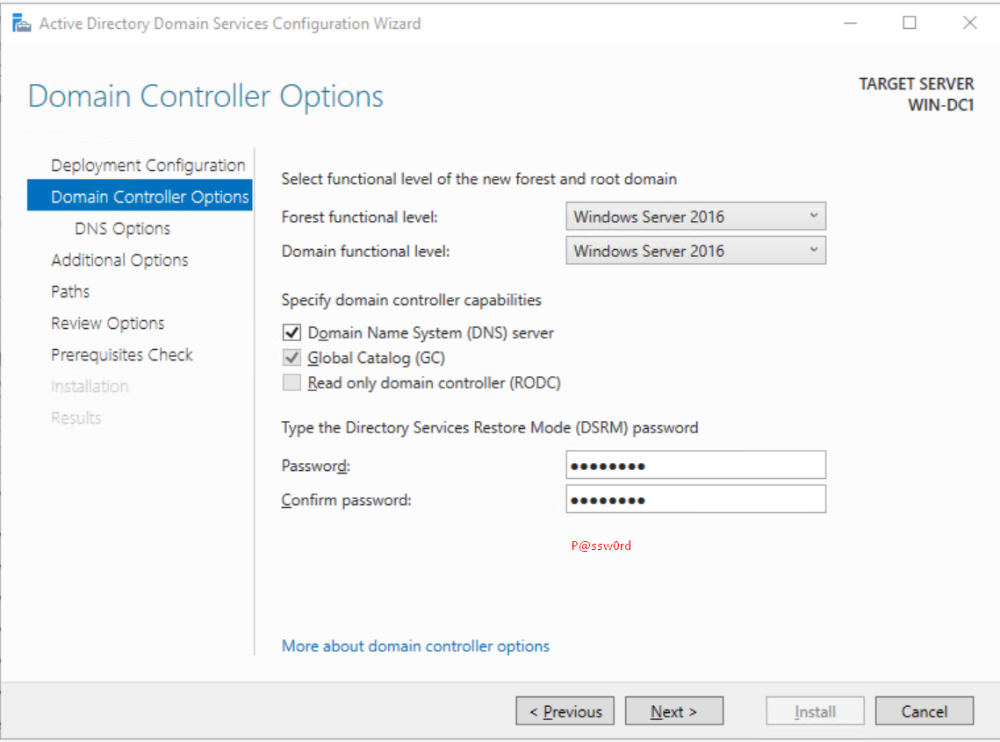 Active Directory Domain Services Configuration Wizard
Domain Controller Options
TARGET SERVER
WIN-DC1
Deployment Configuration
Domain Controller Options
DNS Options
Additional Options
Paths
Review Options
Prerequisites Check
Installation
Results
Select functional level of the new forest and root domain
Forest functional level: Windows Server 2016
Domain functional level: Windows Server 2016
Specify domain controller capabilities
Domain Name System (DNS) server
Global Catalog (GC)
Read only domain controller (RODC)
Type the Directory Services Restore Mode (DSRM) password
Password: ●●●●●●●●
Confirm password: ●●●●●●●●
P@ssw0rd
More about domain controller options
< Previous Next > Install Cancel